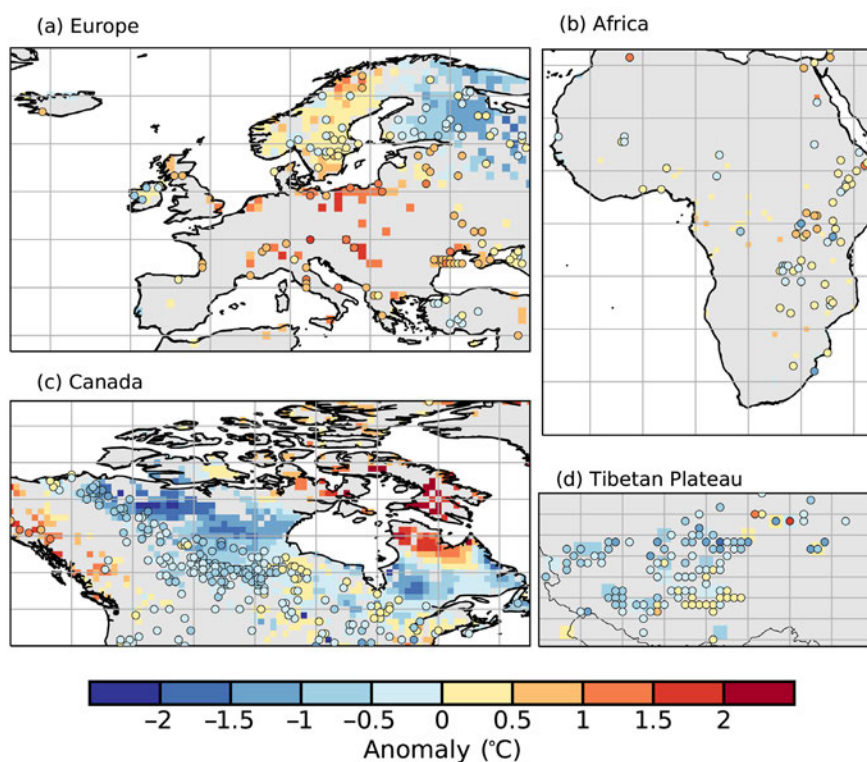 (a) Europe
(b) Africa
(c) Canada
(d) Tibetan Plateau
−2 −1.5 −1 −0.5 0 0.5 1 1.5 2
Anomaly (°C)